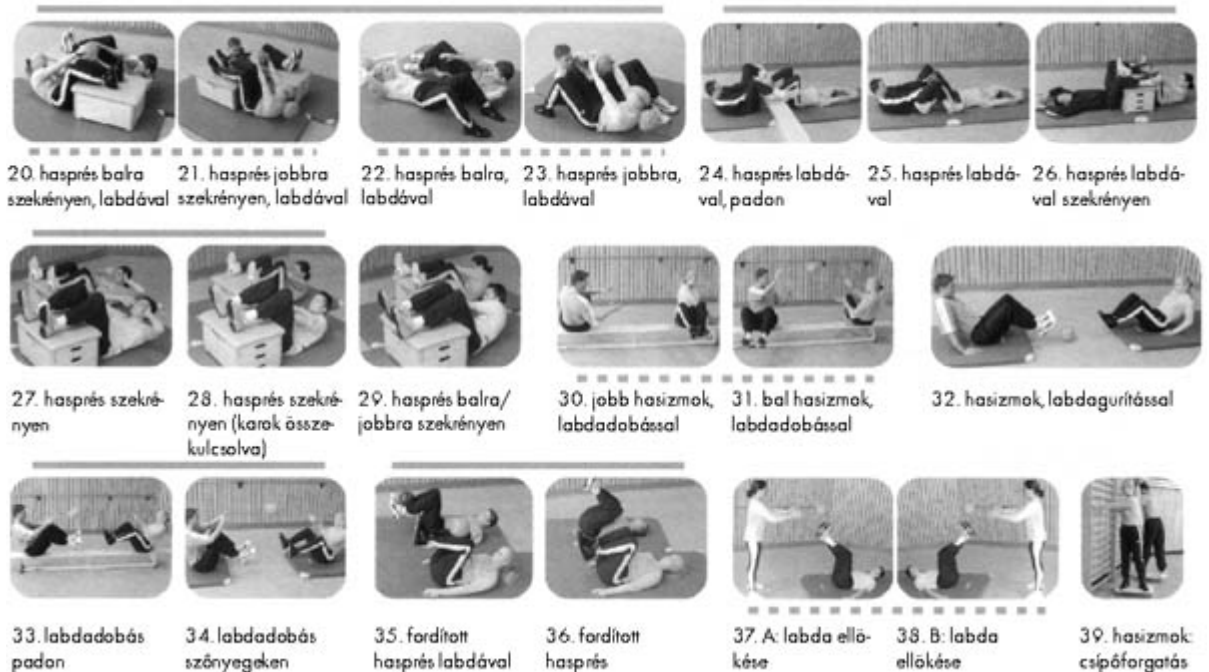 20. hasprés balra
szekrényen, labdával
21. hasprés jobbra
szekrényen, labdával
22. hasprés balra,
labdával
23. hasprés jobbra,
labdával
24. hasprés labdá-
val, padon
25. hasprés labdá-
val
26. hasprés labdá-
val szekrényen
27. hasprés szekré-
nyen
28. hasprés szekré-
nyen (karok össze-
kulcsolva)
29. hasprés balra/
jobbra szekrényen
30. jobb hasizmok,
labdadobással
31. bal hasizmok,
labdadobással
32. hasizmok, labdagurítással
33. labdadobás
padon
34. labdadobás
szőnyegeken
35. fordított
hasprés labdával
36. fordított
hasprés
37. A: labda ellö-
kése
38. B: labda
ellökése
39. hasizmok:
csípőforgatás